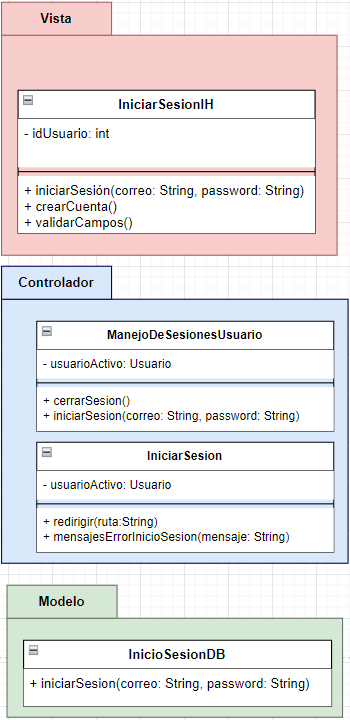 Vista
IniciarSesionIH
- idUsuario: int
+ iniciarSesión(correo: String, password: String)
+ crearCuenta()
+ validarCampos()
Controlador
ManejoDeSesionesUsuario
- usuarioActivo: Usuario
+ cerrarSesion()
+ iniciarSesion(correo: String, password: String)
IniciarSesion
- usuarioActivo: Usuario
+ redirigir(ruta:String)
+ mensajesErrorInicioSesion(mensaje: String)
Modelo
InicioSesionDB
+ iniciarSesion(correo: String, password: String)